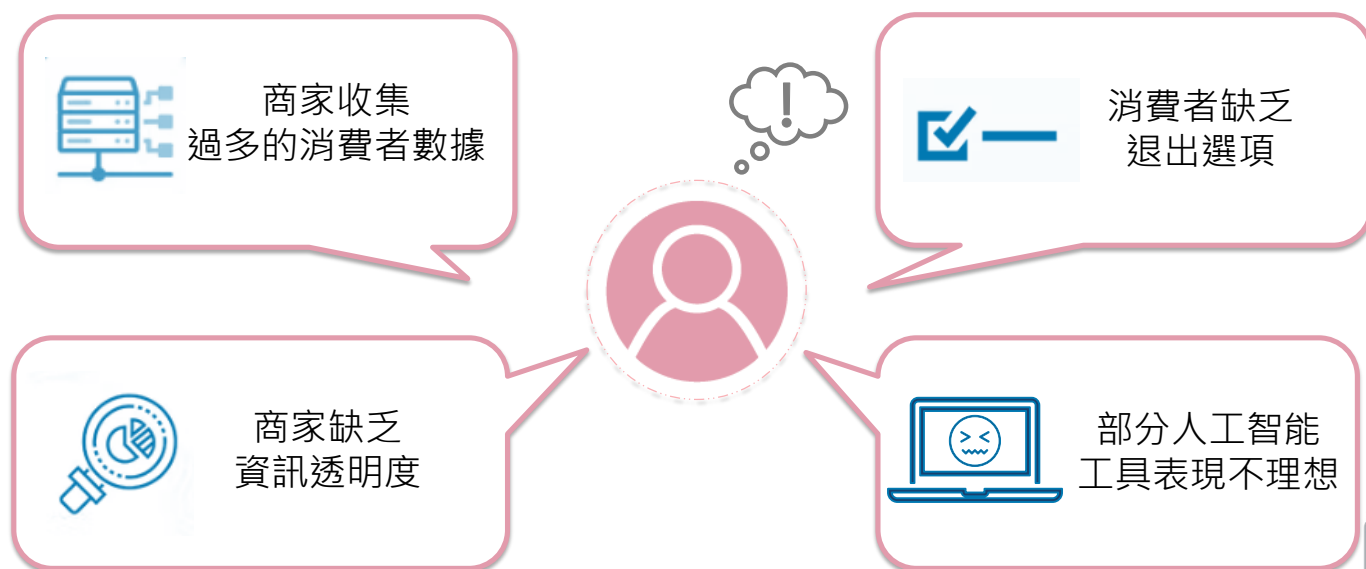 商家收集
過多的消費者數據
消費者缺乏
退出選項
商家缺乏
資訊透明度
部分人工智能
工具表現不理想